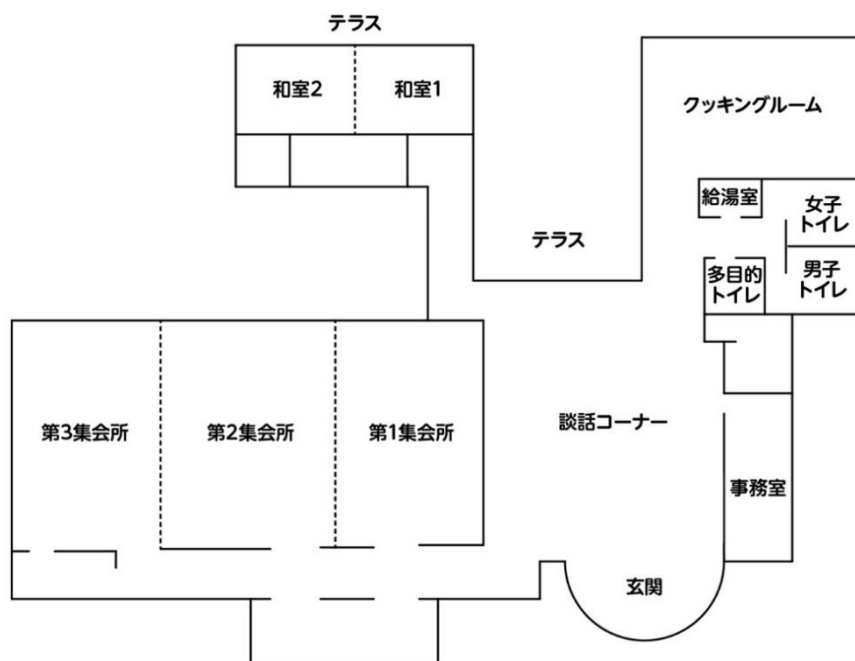 テラス
和室2
和室1
クッキングルーム
給湯室
女子
トイレ
テラス
多目的
トイレ
男子
トイレ
第3集会所
第2集会所
第1集会所
談話コーナー
事務室
玄関